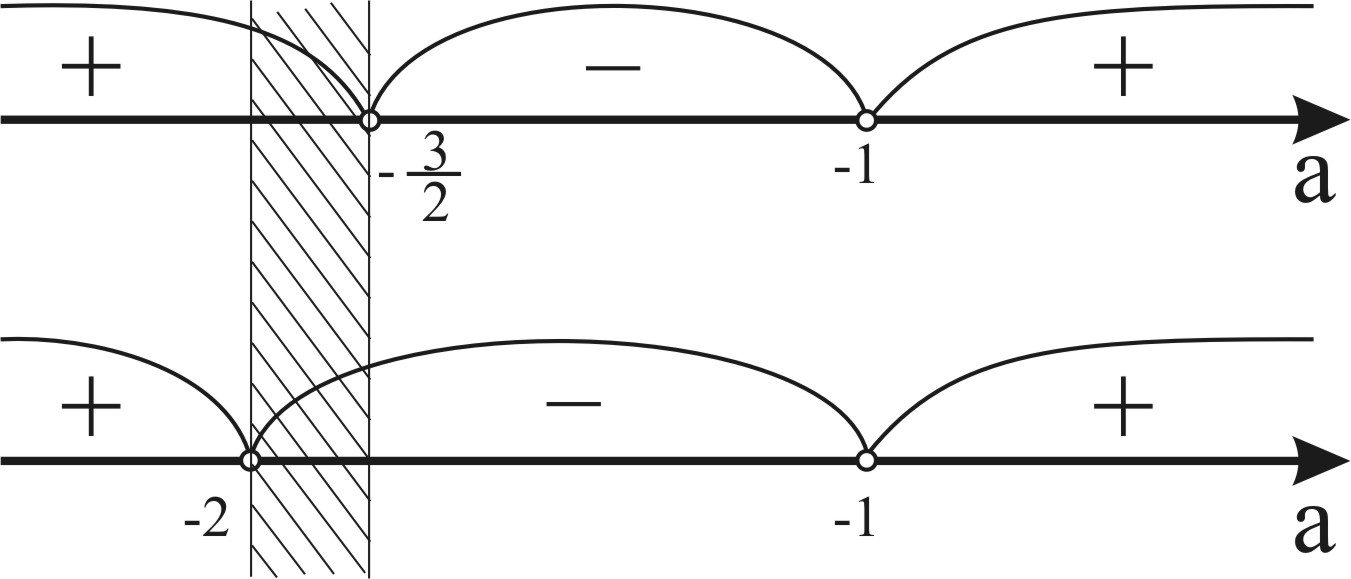 + − +
- 3/2 -1 a
+ − +
-2 -1 a